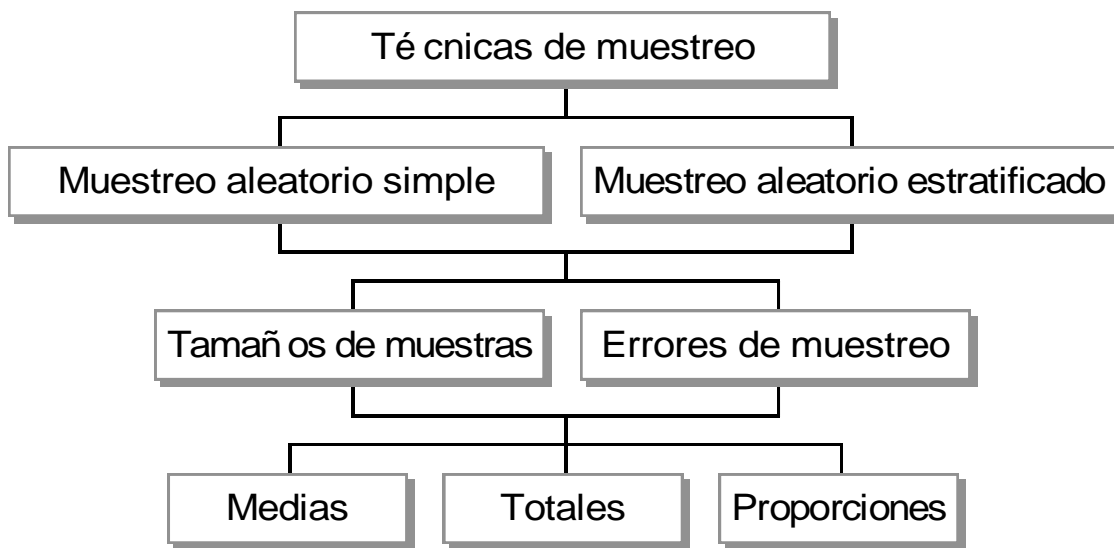 Té cnicas de muestreo
Muestreo aleatorio simple
Muestreo aleatorio estratificado
Tamañ os de muestras
Errores de muestreo
Medias
Totales
Proporciones